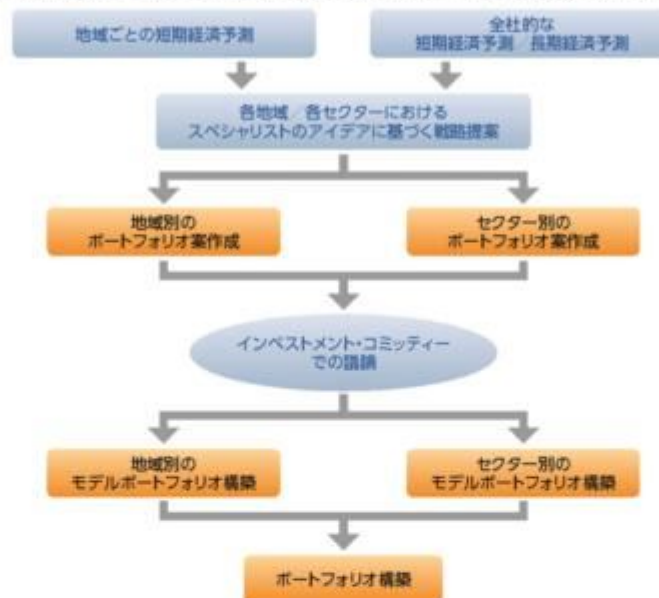 地域ごとの短期経済予測
全社的な
短期経済予測／長期経済予測
各地域／各セクターにおける
スペシャリストのアイデアに基づく戦略提案
地域別の
ポートフォリオ案作成
セクター別の
ポートフォリオ案作成
インベストメント・コミッティー
での議論
地域別の
モデルポートフォリオ構築
セクター別の
モデルポートフォリオ構築
ポートフォリオ構築